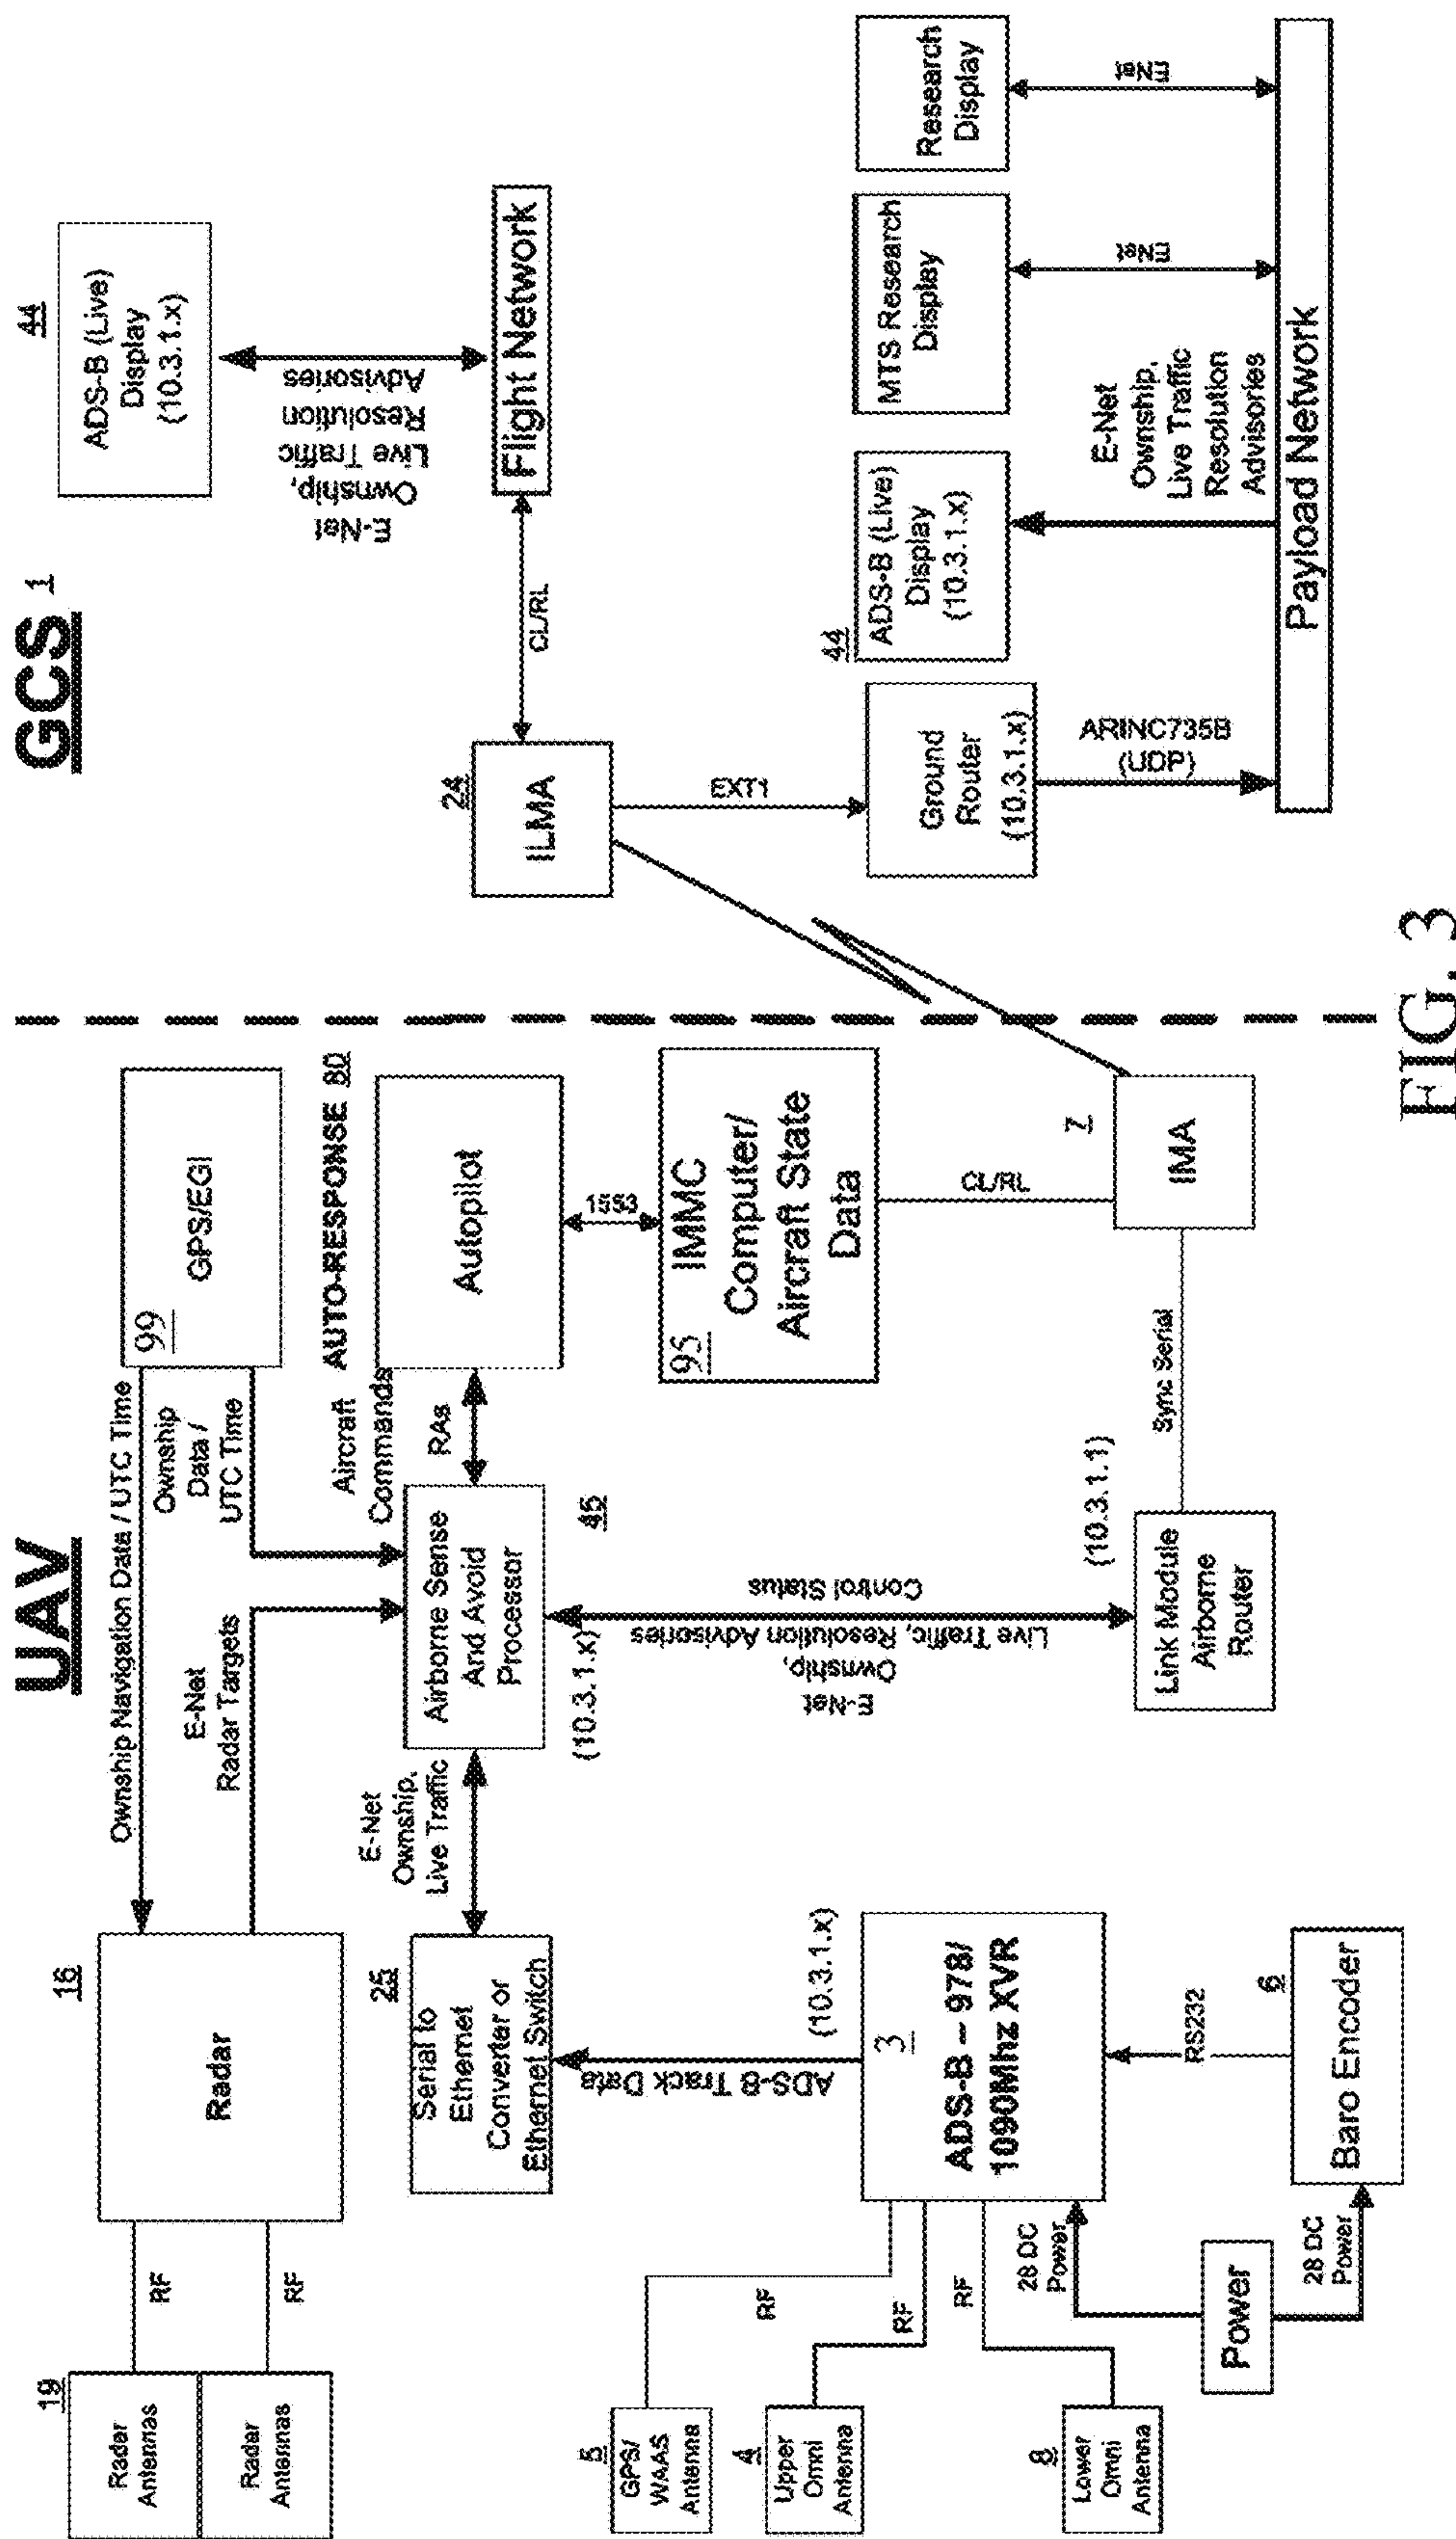 UAV
GCS 1
19
Radar
Antennas
Radar
Antennas
RF
RF
16
Radar
Ownship Navigation Data / UTC Time
E-Net
Radar Targets
Ownship
Data /
UTC Time
99
GPS/EGI
AUTO-RESPONSE 80
Aircraft
Commands
RAs
Autopilot
25
Serial to
Ethernet
Converter or
Ethernet Switch
E-Net
Ownship,
Live Traffic
Airborne Sense
And Avoid
Processor
45
(10.3.1.x)
1553
95
IMMC
Computer/
Aircraft State
Data
CL/RL
7
IMA
Sync Serial
(10.3.1.1)
Link Module
Airborne
Router
E-Net
Ownship,
Live Traffic, Resolution Advisories
Control Status
ADS-B Track Data
(10.3.1.x)
3
ADS-B – 978/
1090Mhz XVR
5
GPS/
WAAS
Antenna
RF
4
Upper
Omni
Antenna
RF
8
Lower
Omni
Antenna
RF
28 DC
Power
Power
28 DC
Power
RS232
6
Baro Encoder
44
ADS-B (Live)
Display
(10.3.1.x)
E-Net
Ownship,
Live Traffic
Resolution
Advisories
Flight Network
CL/RL
24
ILMA
EXT1
Ground
Router
(10.3.1.x)
ARINC735B
(UDP)
44
ADS-B (Live)
Display
(10.3.1.x)
E-Net
Ownship,
Live Traffic
Resolution
Advisories
MTS Research
Display
ENet
Research
Display
ENet
Payload Network
FIG. 3